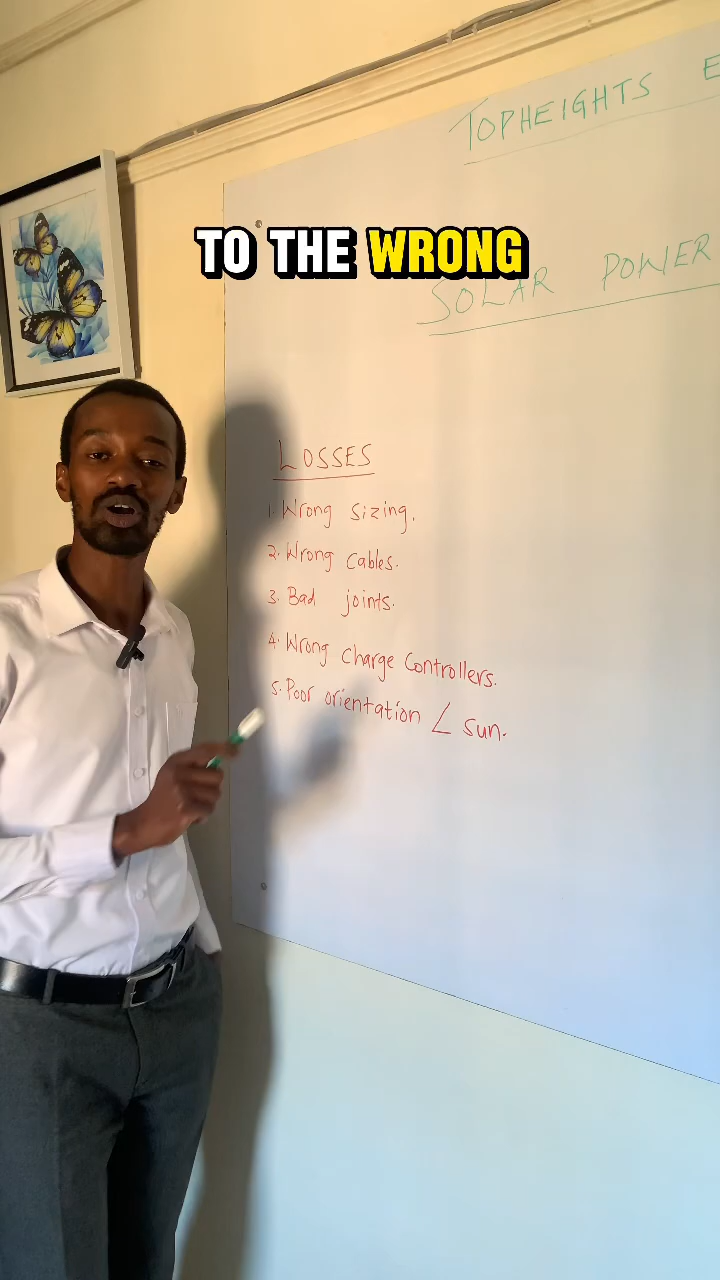 TOPHEIGHTS E
TO THE WRONG
SOLAR POWER
LOSSES
1. Wrong sizing.
2. Wrong cables.
3. Bad joints.
4. Wrong charge Controllers.
5. Poor orientation ∠ sun.